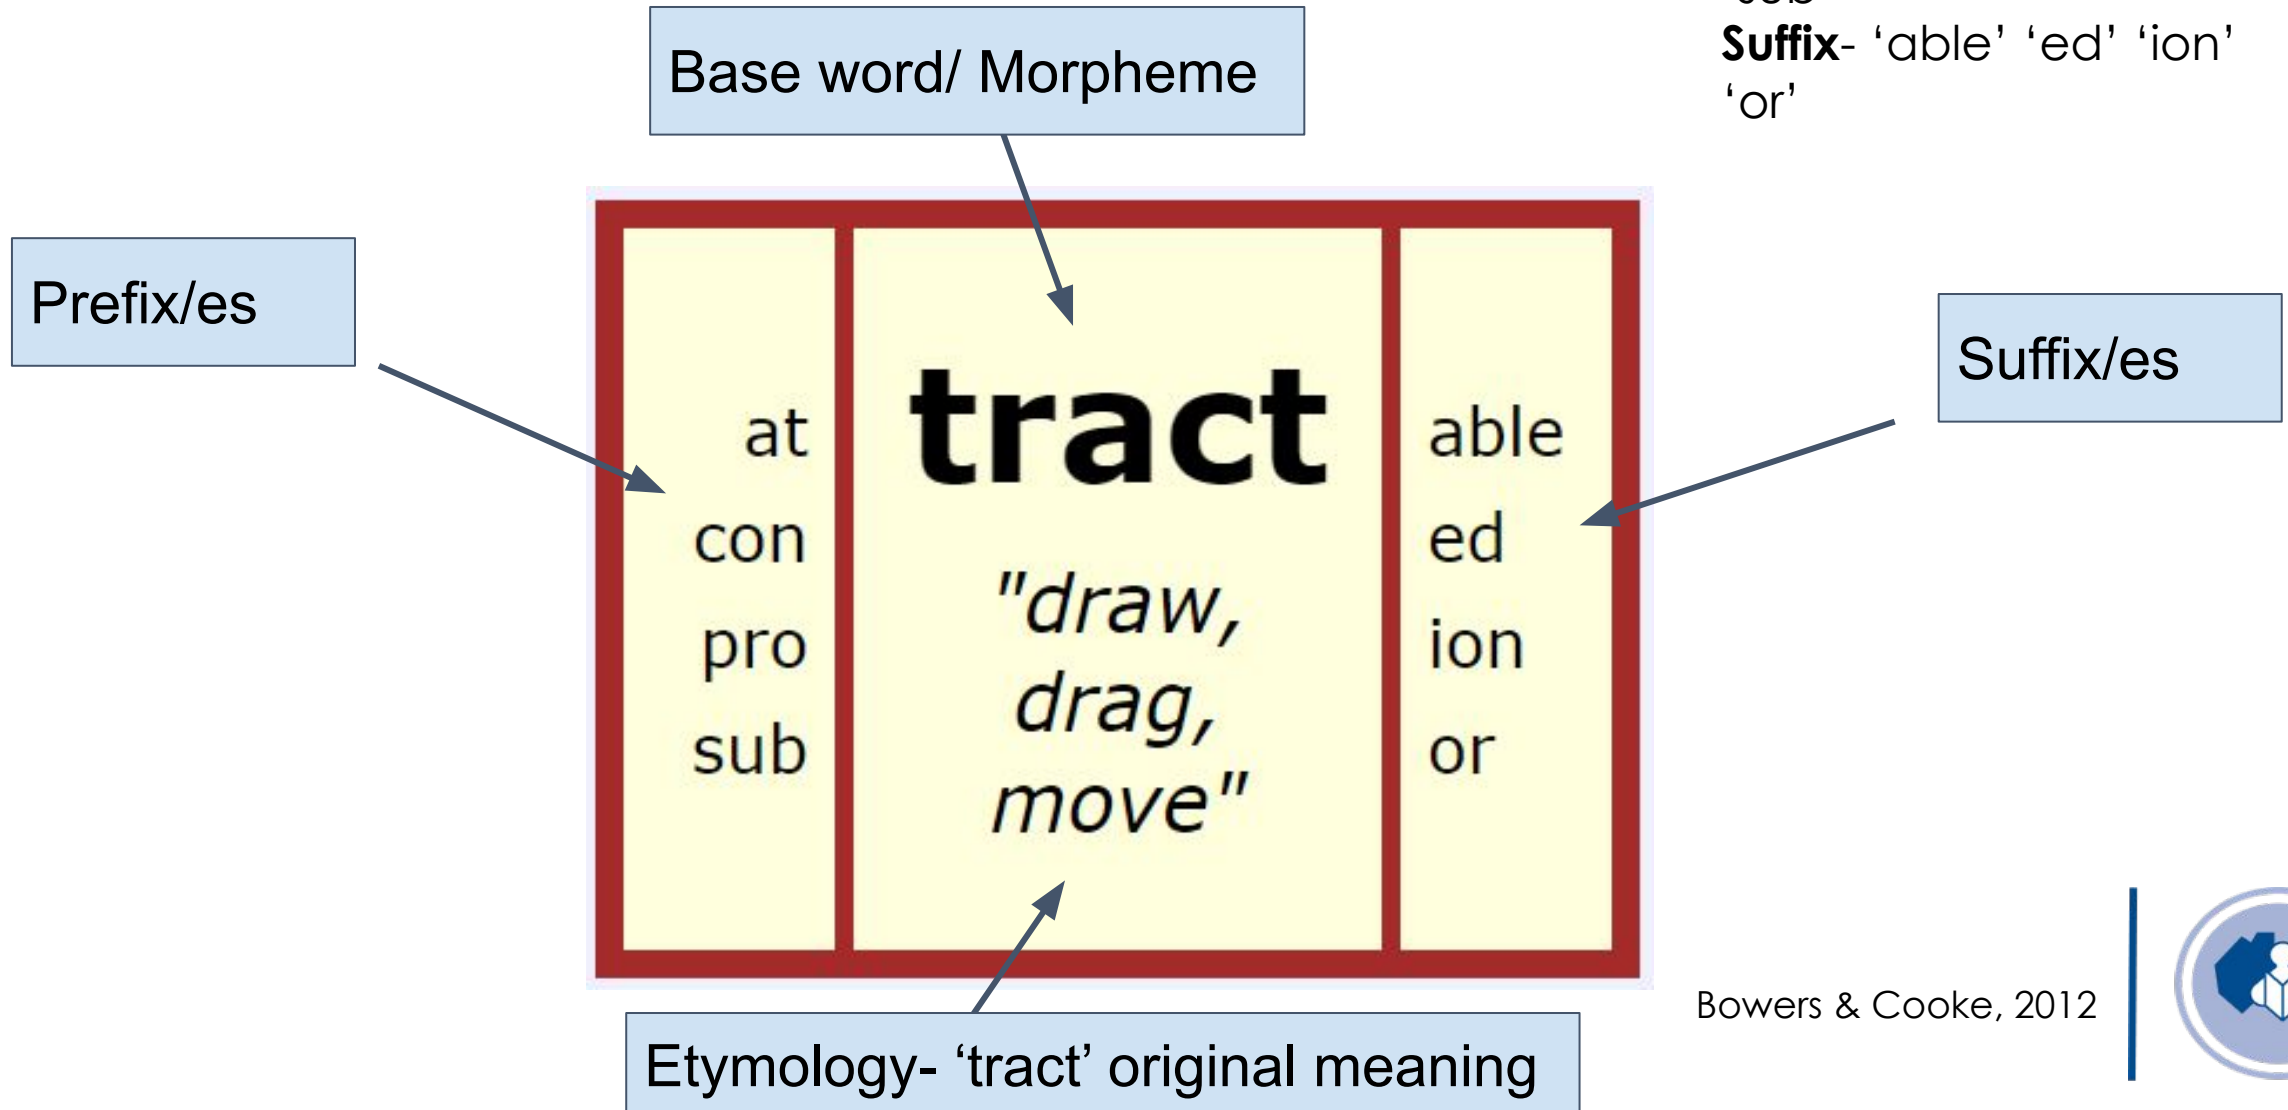 Suffix- ‘able’ ‘ed’ ‘ion’
‘or’
Base word/ Morpheme
Prefix/es
Suffix/es
at
con
pro
sub
tract
"draw,
drag,
move"
able
ed
ion
or
Etymology- ‘tract’ original meaning
Bowers & Cooke, 2012